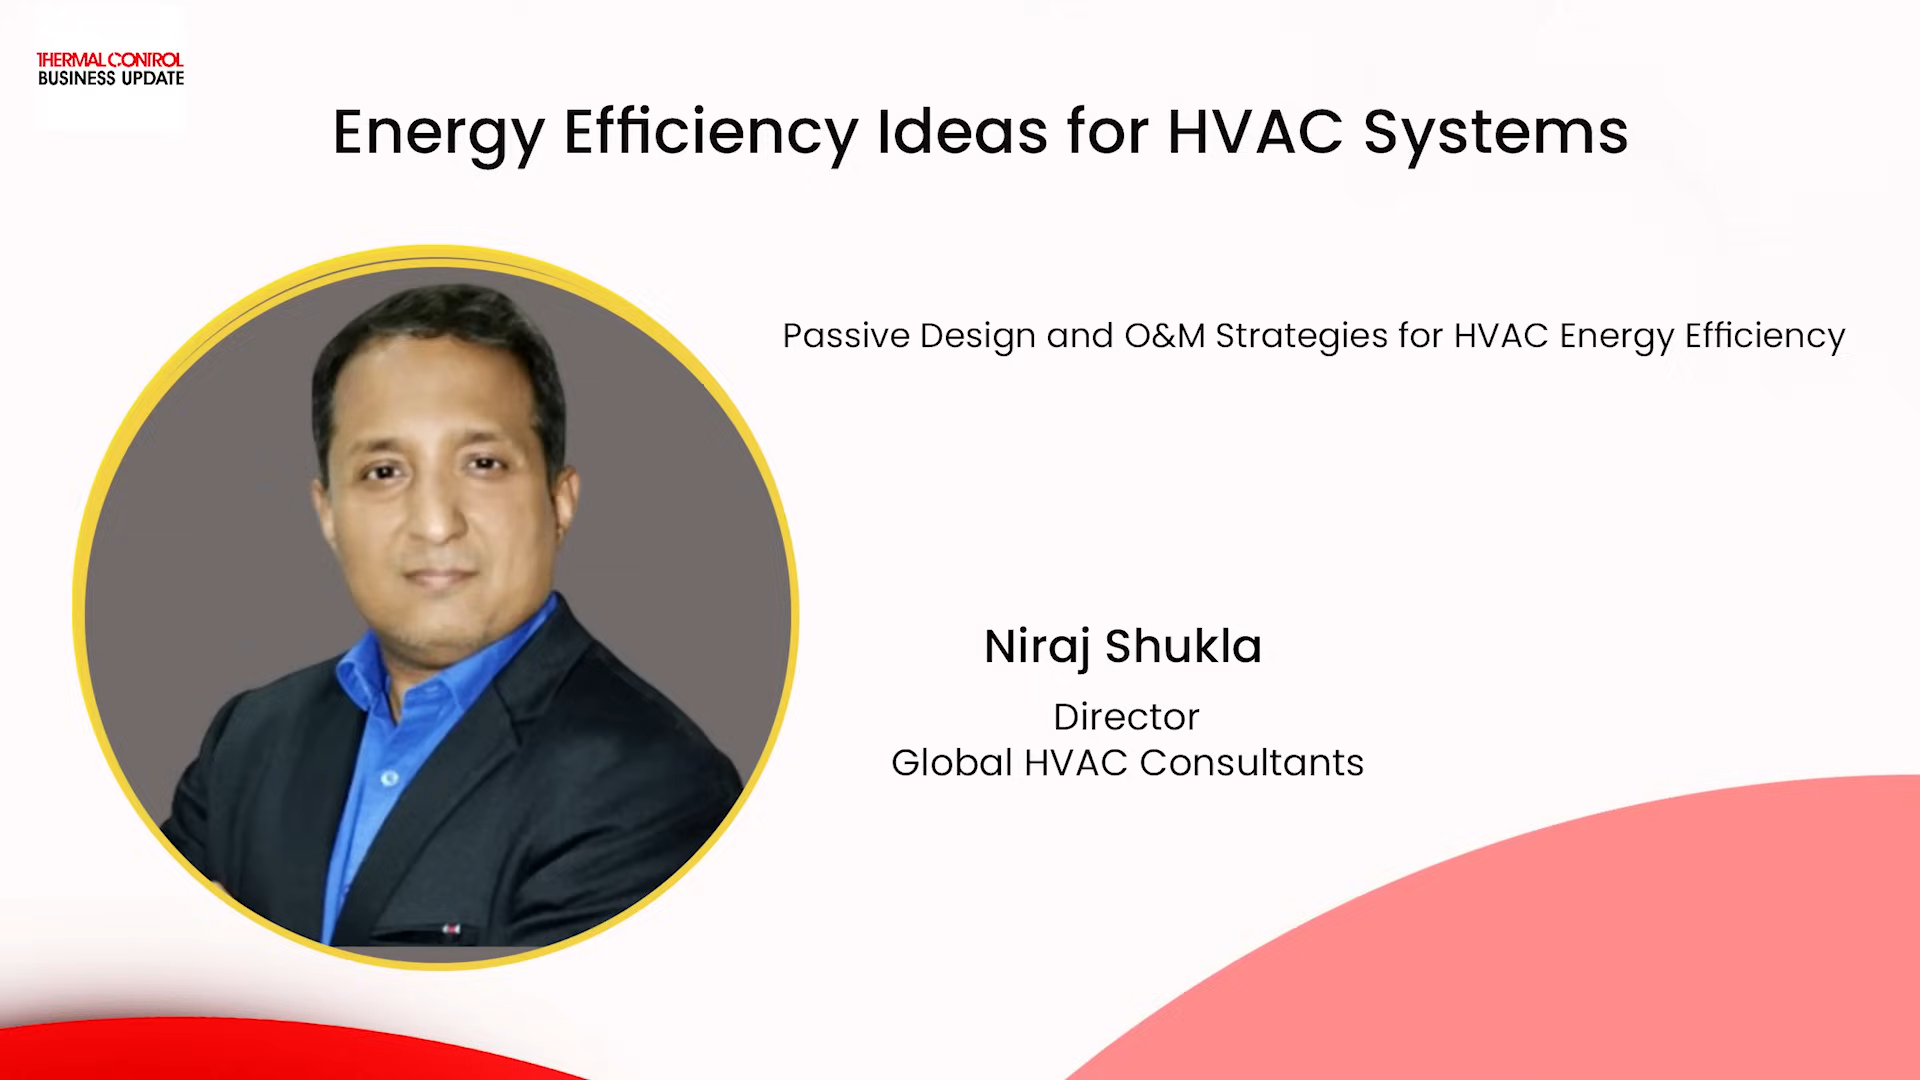 THERMAL CONTROL
BUSINESS UPDATE
Energy Efficiency Ideas for HVAC Systems
Passive Design and O&M Strategies for HVAC Energy Efficiency
Niraj Shukla
Director
Global HVAC Consultants